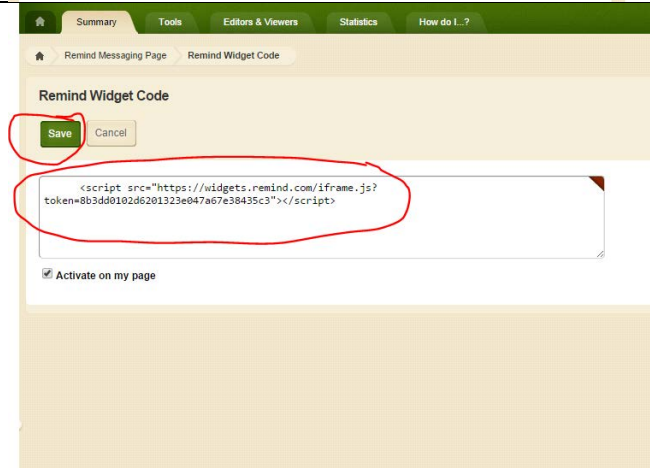 Summary Tools Editors & Viewers Statistics How do I...?
Remind Messaging Page Remind Widget Code
Remind Widget Code
Save Cancel
<script src="https://widgets.remind.com/iframe.js?
token=8b3dd0102d6201323e047a67e38435c3"></script>
Activate on my page